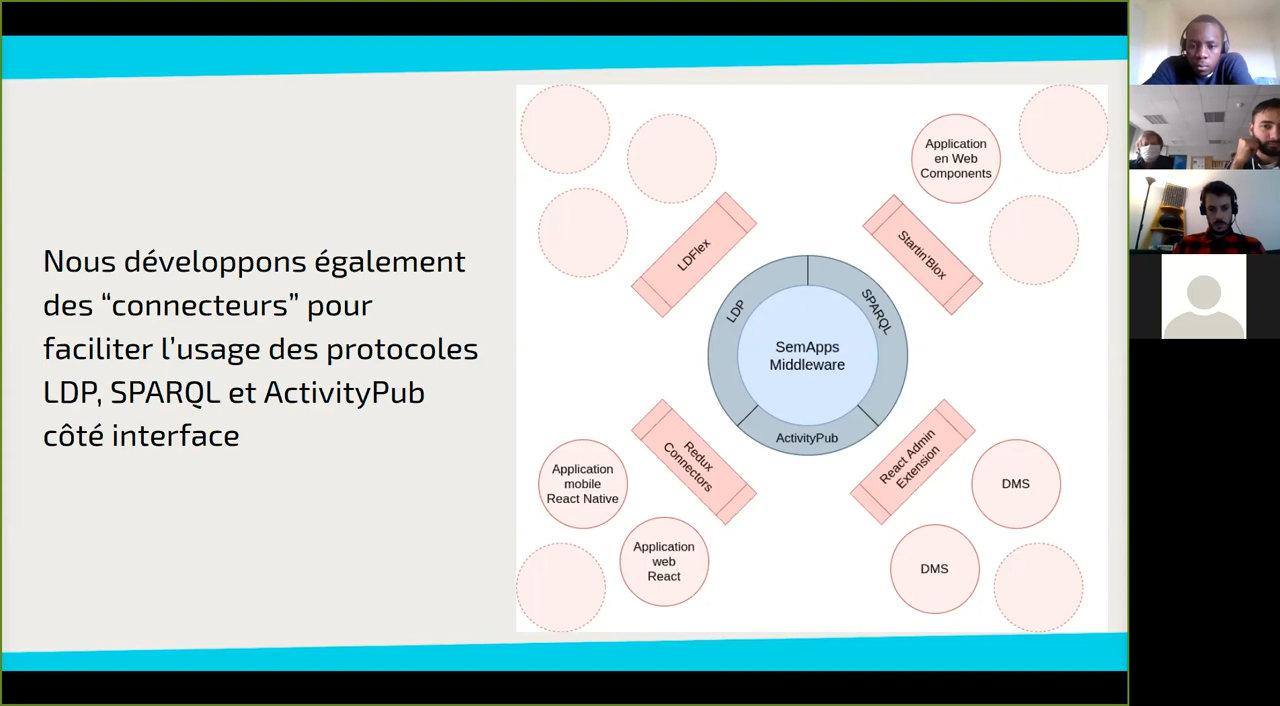 Nous développons également
des “connecteurs” pour
faciliter l’usage des protocoles
LDP, SPARQL et ActivityPub
côté interface
Application
en Web
Components
LDFlex
Startin'Blox
LDP
SPARQL
SemApps
Middleware
ActivityPub
Redux
Connectors
React Admin
Extension
Application
mobile
React Native
Application
web
React
DMS
DMS